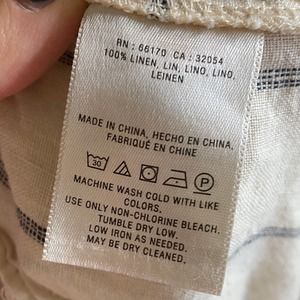 RN : 66170 CA : 32054
100% LINEN, LIN, LINO, LINO,
LEINEN
MADE IN CHINA, HECHO EN CHINA.
FABRIQUÉ EN CHINE
30 P
MACHINE WASH COLD WITH LIKE
COLORS.
USE ONLY NON-CHLORINE BLEACH.
TUMBLE DRY LOW.
LOW IRON AS NEEDED.
MAY BE DRY CLEANED.